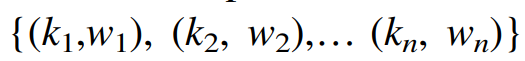 {(k₁,w₁), (k₂, w₂),… (kₙ, wₙ)}